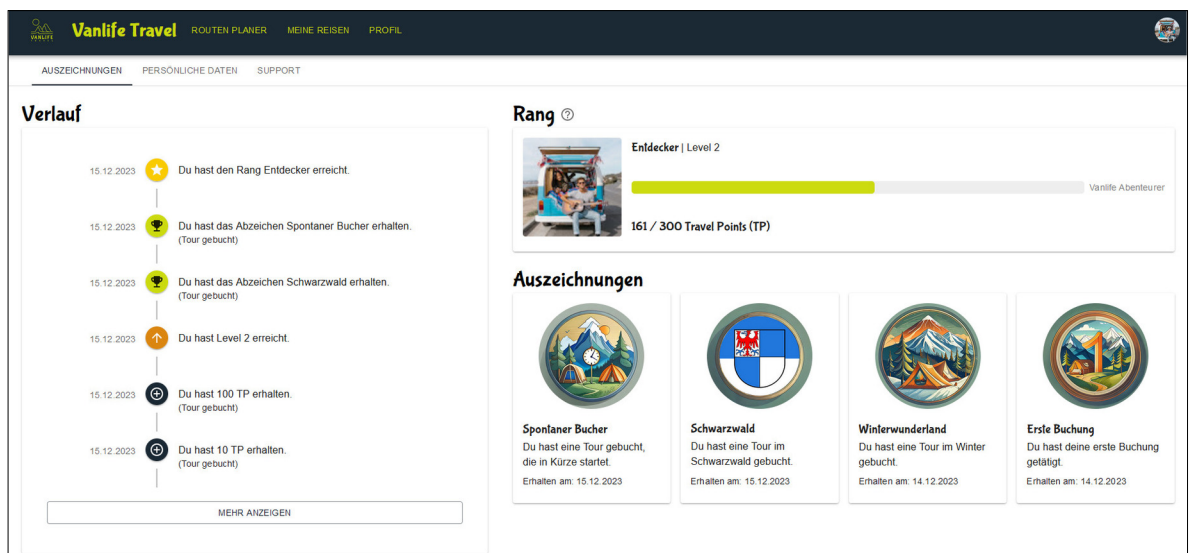 VANLIFE
Vanlife Travel
ROUTEN PLANER
MEINE REISEN
PROFIL
AUSZEICHNUNGEN
PERSÖNLICHE DATEN
SUPPORT
Verlauf
15.12.2023
Du hast den Rang Entdecker erreicht.
15.12.2023
Du hast das Abzeichen Spontaner Bucher erhalten.
(Tour gebucht)
15.12.2023
Du hast das Abzeichen Schwarzwald erhalten.
(Tour gebucht)
15.12.2023
Du hast Level 2 erreicht.
15.12.2023
Du hast 100 TP erhalten.
(Tour gebucht)
15.12.2023
Du hast 10 TP erhalten.
(Tour gebucht)
MEHR ANZEIGEN
Rang ?
Entdecker | Level 2
Vanlife Abenteurer
161 / 300 Travel Points (TP)
Auszeichnungen
Spontaner Bucher
Du hast eine Tour gebucht,
die in Kürze startet.
Erhalten am: 15.12.2023
Schwarzwald
Du hast eine Tour im
Schwarzwald gebucht.
Erhalten am: 15.12.2023
Winterwunderland
Du hast eine Tour im Winter
gebucht.
Erhalten am: 14.12.2023
1
Erste Buchung
Du hast deine erste Buchung
getätigt.
Erhalten am: 14.12.2023